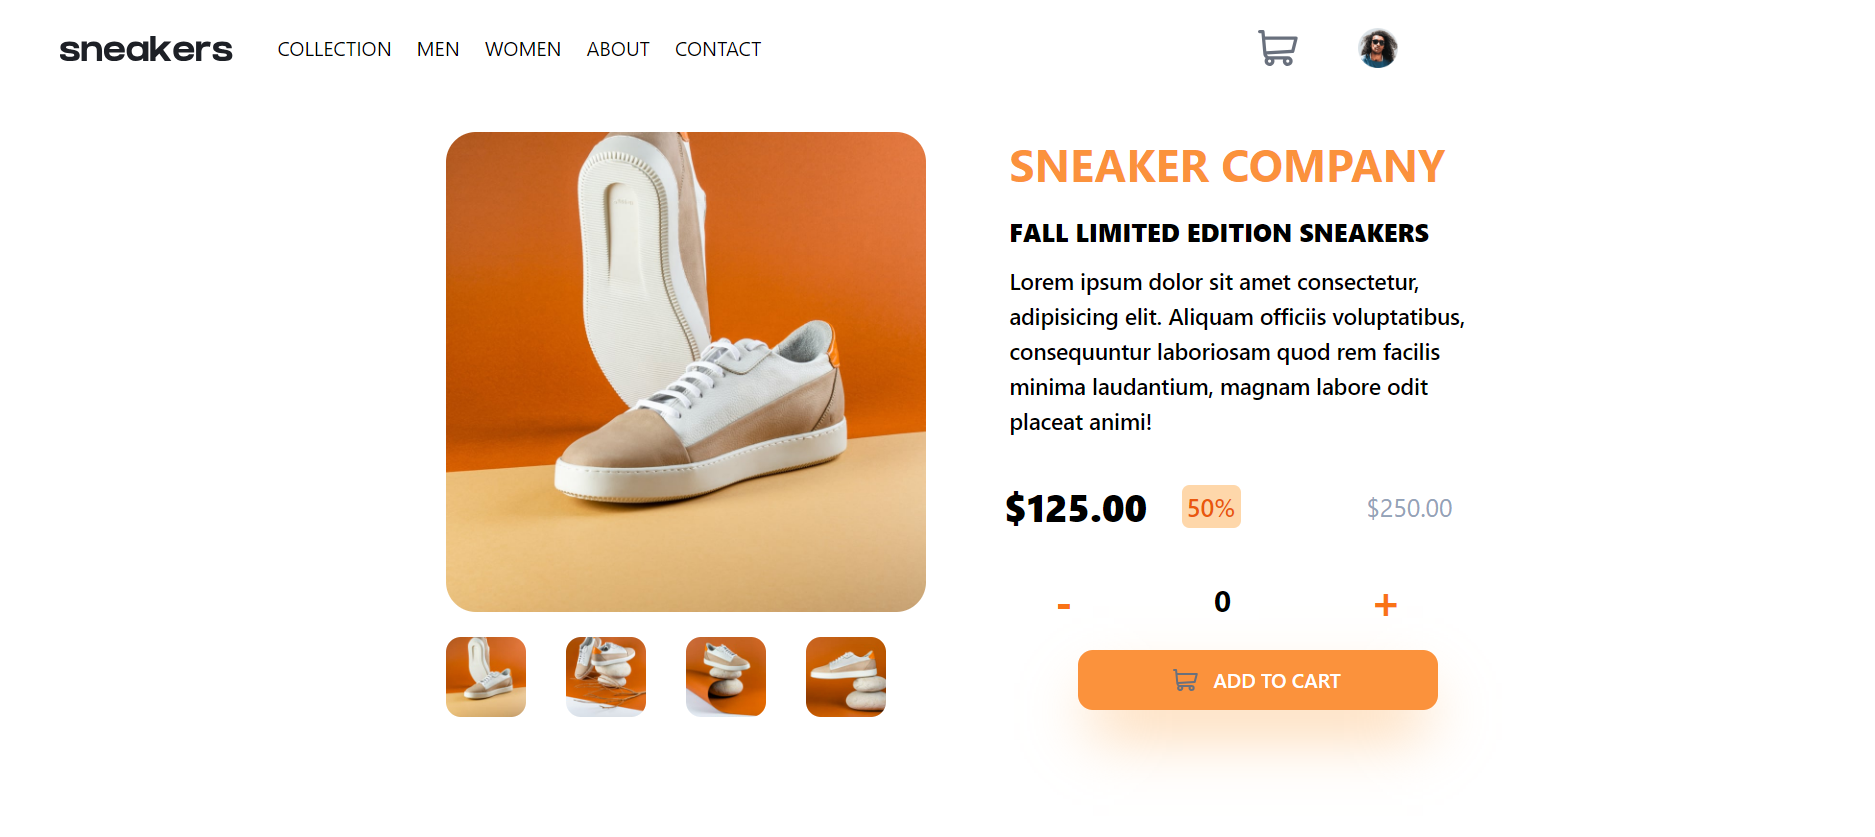 sneakers COLLECTION MEN WOMEN ABOUT CONTACT
SNEAKER COMPANY
FALL LIMITED EDITION SNEAKERS
Lorem ipsum dolor sit amet consectetur,
adipisicing elit. Aliquam officiis voluptatibus,
consequuntur laboriosam quod rem facilis
minima laudantium, magnam labore odit
placeat animi!
$125.00 50% $250.00
- 0 +
ADD TO CART